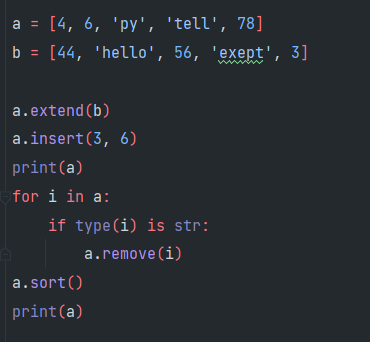 a = [4, 6, 'py', 'tell', 78]
b = [44, 'hello', 56, 'exept', 3]
a.extend(b)
a.insert(3, 6)
print(a)
for i in a:
    if type(i) is str:
        a.remove(i)
a.sort()
print(a)